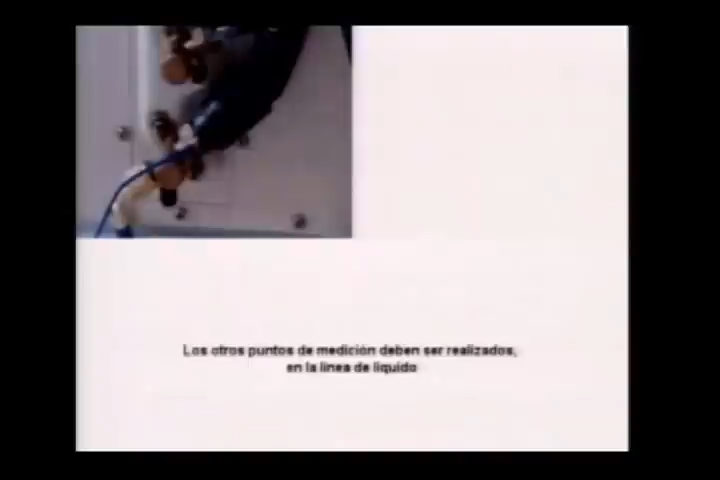 Los otros puntos de medición deben ser realizados,
en la linea de liquido